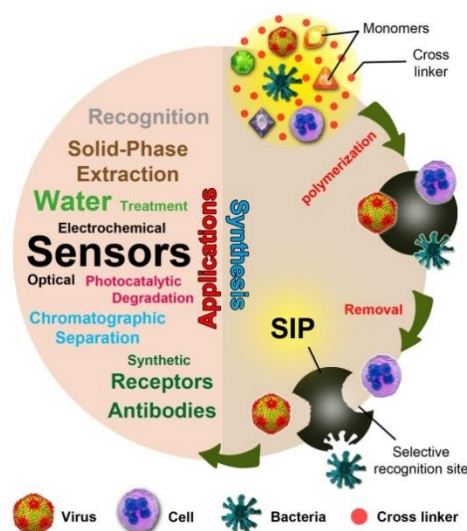 Monomers
Cross
linker
Recognition
Solid-Phase
Extraction
Water Treatment
Electrochemical
Sensors
Optical Photocatalytic
Degradation
Chromatographic
Separation
Synthetic
Receptors
Antibodies
Applications
Synthesis
polymerization
Removal
SIP
Selective
recognition site
Virus Cell Bacteria Cross linker